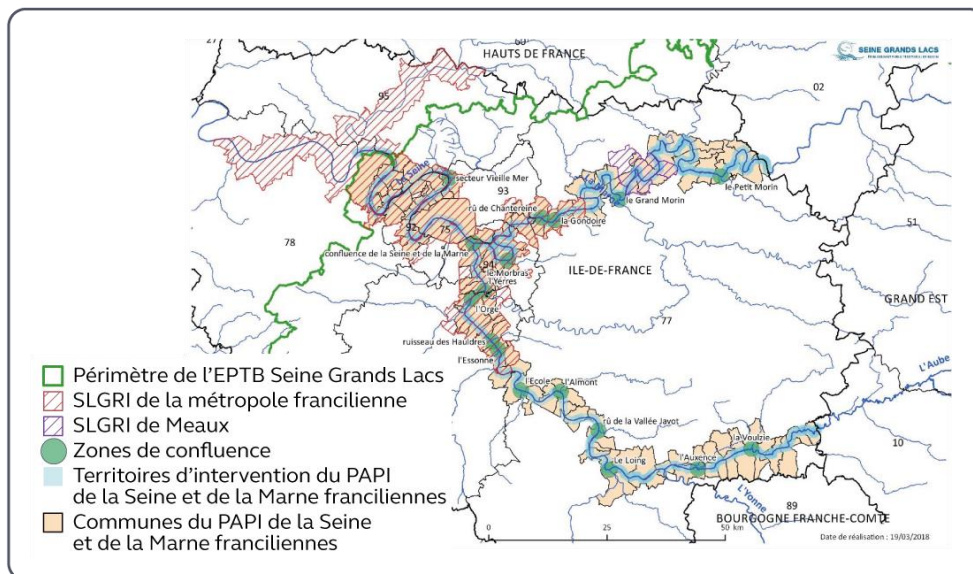 60
27
HAUTS DE FRANCE
SEINE GRANDS LACS
02
95
la Seine
secteur Vieille Mer
93
le Petit Morin
rû de Chantereine
le Grand Morin
la Gondoire
51
92
75
78
confluence de la Seine et de la Marne
94
le Morbras
ILE-DE-FRANCE
l'Yerres
GRAND EST
l'Orge
77
ruisseau des Hauldres
l'Essonne
L'Aube
l'Ecole
l'Almont
rû de la Vallée Javot
la Voulzie
10
Le Loing
l'Auxence
L'Yonne
89
BOURGOGNE FRANCHE-COMTE
0
25
50 km
Date de réalisation : 19/03/2018
Périmètre de l'EPTB Seine Grands Lacs
SLGRI de la métropole francilienne
SLGRI de Meaux
Zones de confluence
Territoires d'intervention du PAPI
de la Seine et de la Marne franciliennes
Communes du PAPI de la Seine
et de la Marne franciliennes